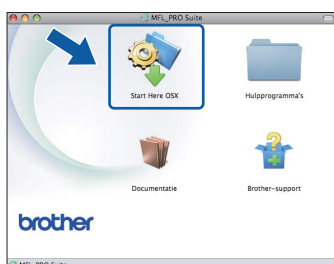 MFL_PRO Suite
Start Here OSX
Hulpprogramma's
Documentatie
Brother-support
brother
MFL_PRO Suite